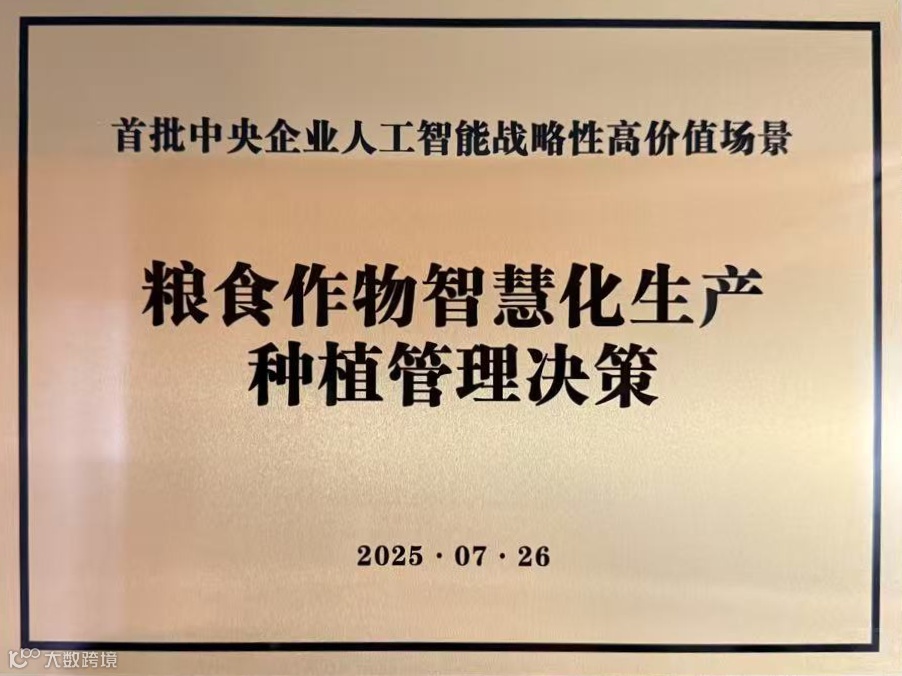 首批中央企业人工智能战略性高价值场景
粮食作物智慧化生产
种植管理决策
2025·07·26
大数跨境